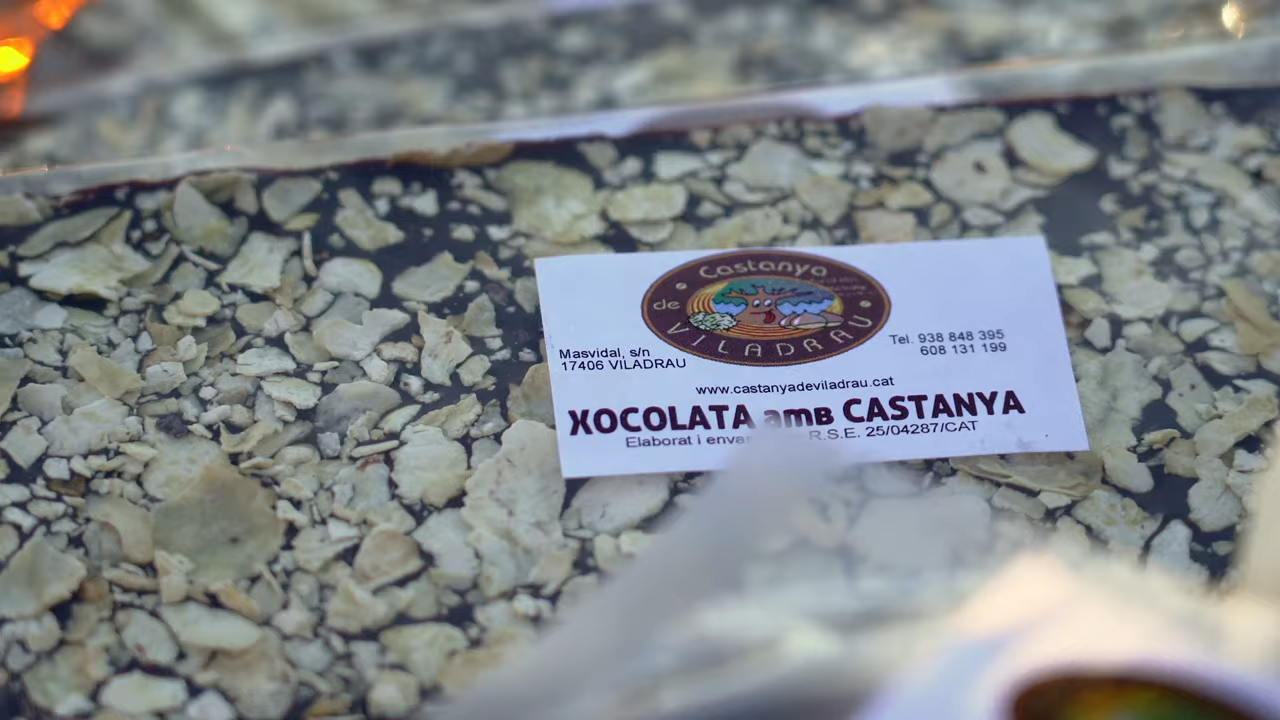 Castanya
de
VILADRAU
Masvidal, s/n
17406 VILADRAU
Tel. 938 848 395
608 131 199
www.castanyadeviladrau.cat
XOCOLATA amb CASTANYA
Elaborat i R.S.E. 25/04287/CAT